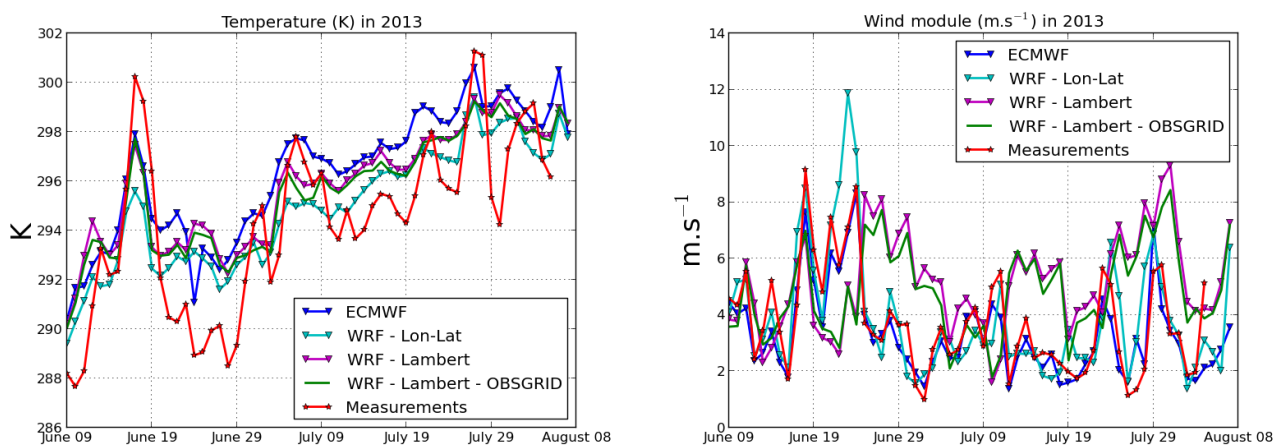 Temperature (K) in 2013
302
300
298
296
294
292
290
288
286
K
June 09
June 19
June 29
July 09
July 19
July 29
August 08
ECMWF
WRF - Lon-Lat
WRF - Lambert
WRF - Lambert - OBSGRID
Measurements
Wind module (m.s⁻¹) in 2013
14
12
10
8
6
4
2
0
m.s⁻¹
June 09
June 19
June 29
July 09
July 19
July 29
August 08
ECMWF
WRF - Lon-Lat
WRF - Lambert
WRF - Lambert - OBSGRID
Measurements